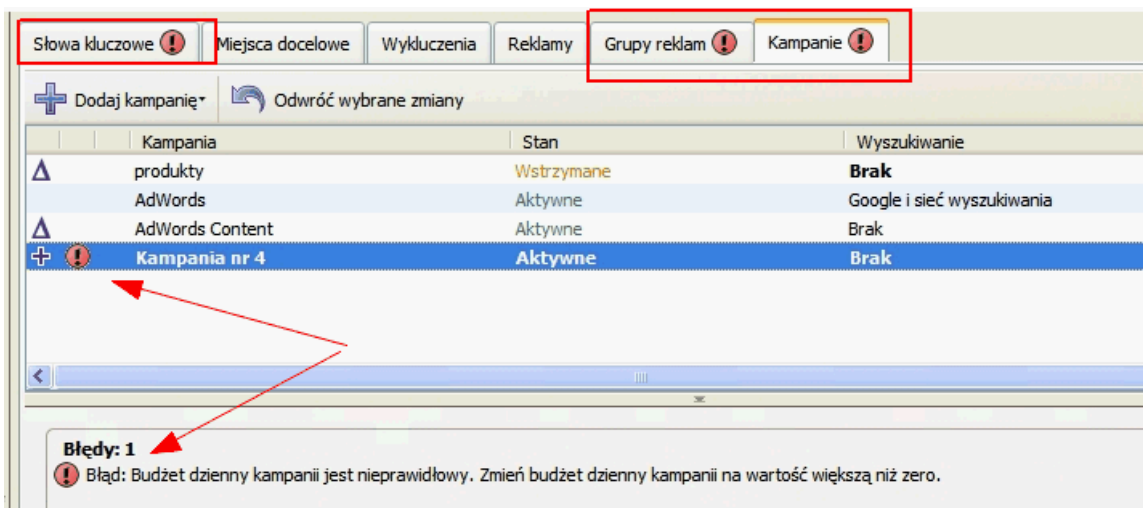 Słowa kluczowe Miejsca docelowe Wykluczenia Reklamy Grupy reklam Kampanie
Dodaj kampanię Odwróć wybrane zmiany
Kampania Stan Wyszukiwanie
produkty Wstrzymane Brak
AdWords Aktywne Google i sieć wyszukiwania
AdWords Content Aktywne Brak
Kampania nr 4 Aktywne Brak
Błędy: 1
Błąd: Budżet dzienny kampanii jest nieprawidłowy. Zmień budżet dzienny kampanii na wartość większą niż zero.